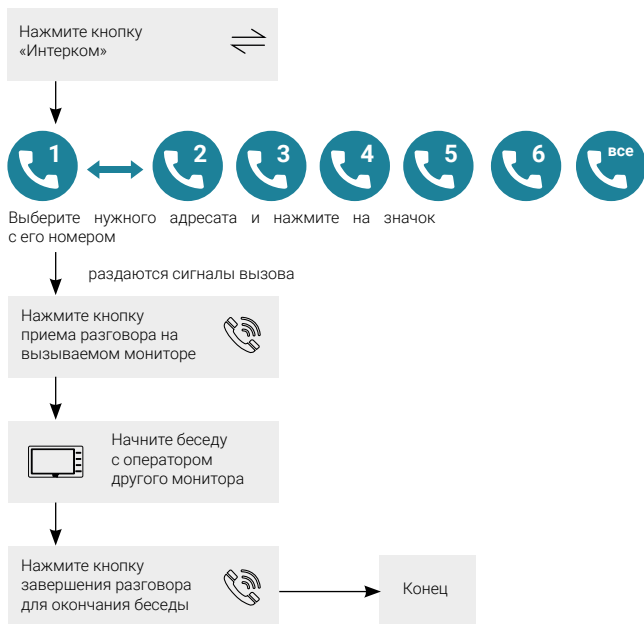 Нажмите кнопку
«Интерком»
1 2 3 4 5 6 все
Выберите нужного адресата и нажмите на значок
с его номером
раздаются сигналы вызова
Нажмите кнопку
приема разговора на
вызываемом мониторе
Начните беседу
с оператором
другого монитора
Нажмите кнопку
завершения разговора
для окончания беседы
Конец